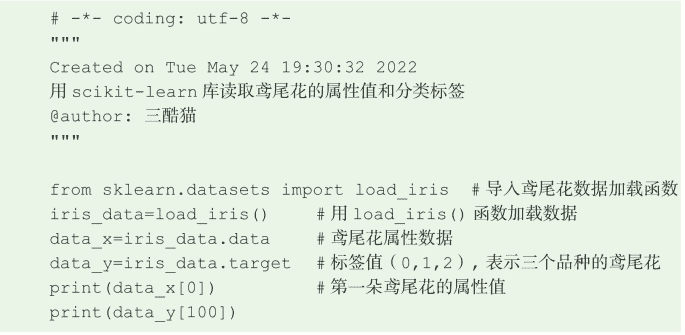 # -*- coding: utf-8 -*-
"""
Created on Tue May 24 19:30:32 2022
用 scikit-learn 库读取鸢尾花的属性值和分类标签
@author: 三酷猫
"""
from sklearn.datasets import load_iris  #导入鸢尾花数据加载函数
iris_data=load_iris()    #用 load_iris() 函数加载数据
data_x=iris_data.data    #鸢尾花属性数据
data_y=iris_data.target  #标签值（0,1,2），表示三个品种的鸢尾花
print(data_x[0])         #第一朵鸢尾花的属性值
print(data_y[100])